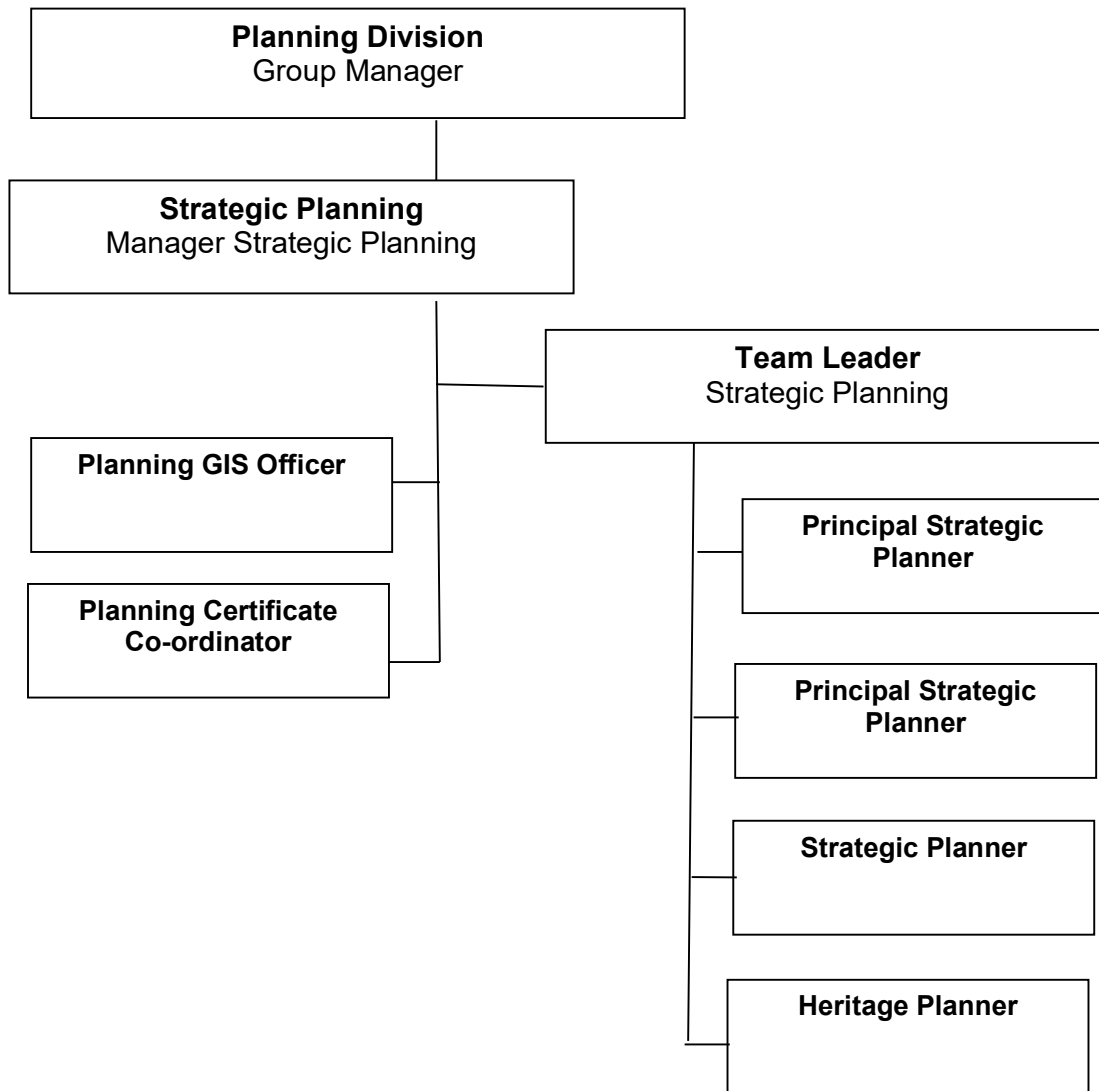 Planning Division
Group Manager
Strategic Planning
Manager Strategic Planning
Team Leader
Strategic Planning
Planning GIS Officer
Planning Certificate
Co-ordinator
Principal Strategic
Planner
Principal Strategic
Planner
Strategic Planner
Heritage Planner